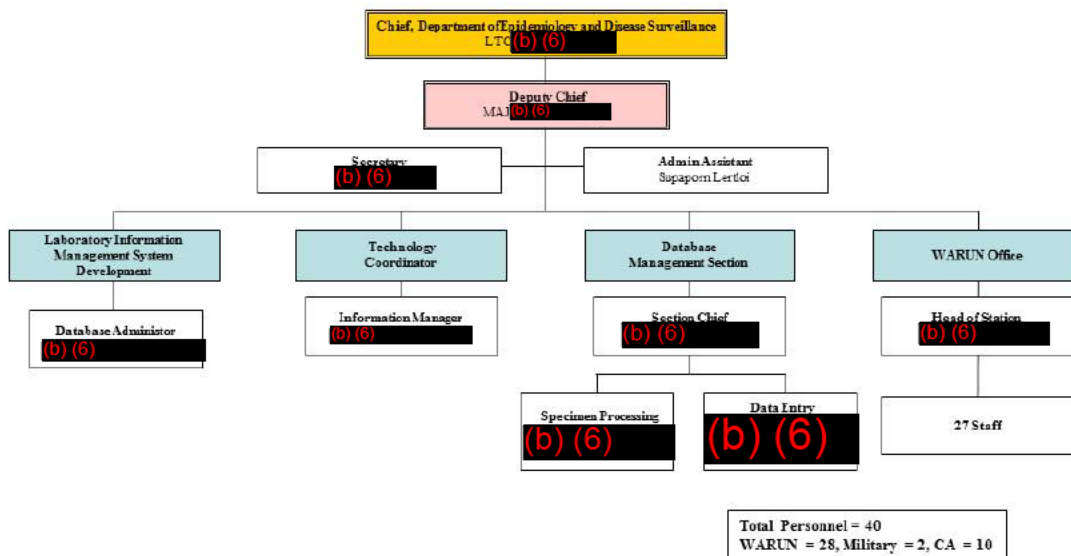 Chief, Department of Epidemiology and Disease Surveillance
LTC (b) (6)
Deputy Chief
MAJ (b) (6)
Secretary
(b) (6)
Admin Assistant
Supaporn Lertloi
Laboratory Information
Management System
Development
Technology
Coordinator
Database
Management Section
WARUN Office
Database Administor
(b) (6)
Information Manager
(b) (6)
Section Chief
(b) (6)
Head of Station
(b) (6)
Specimen Processing
(b) (6)
Data Entry
(b) (6)
27 Staff
Total Personnel = 40
WARUN = 28, Military = 2, CA = 10